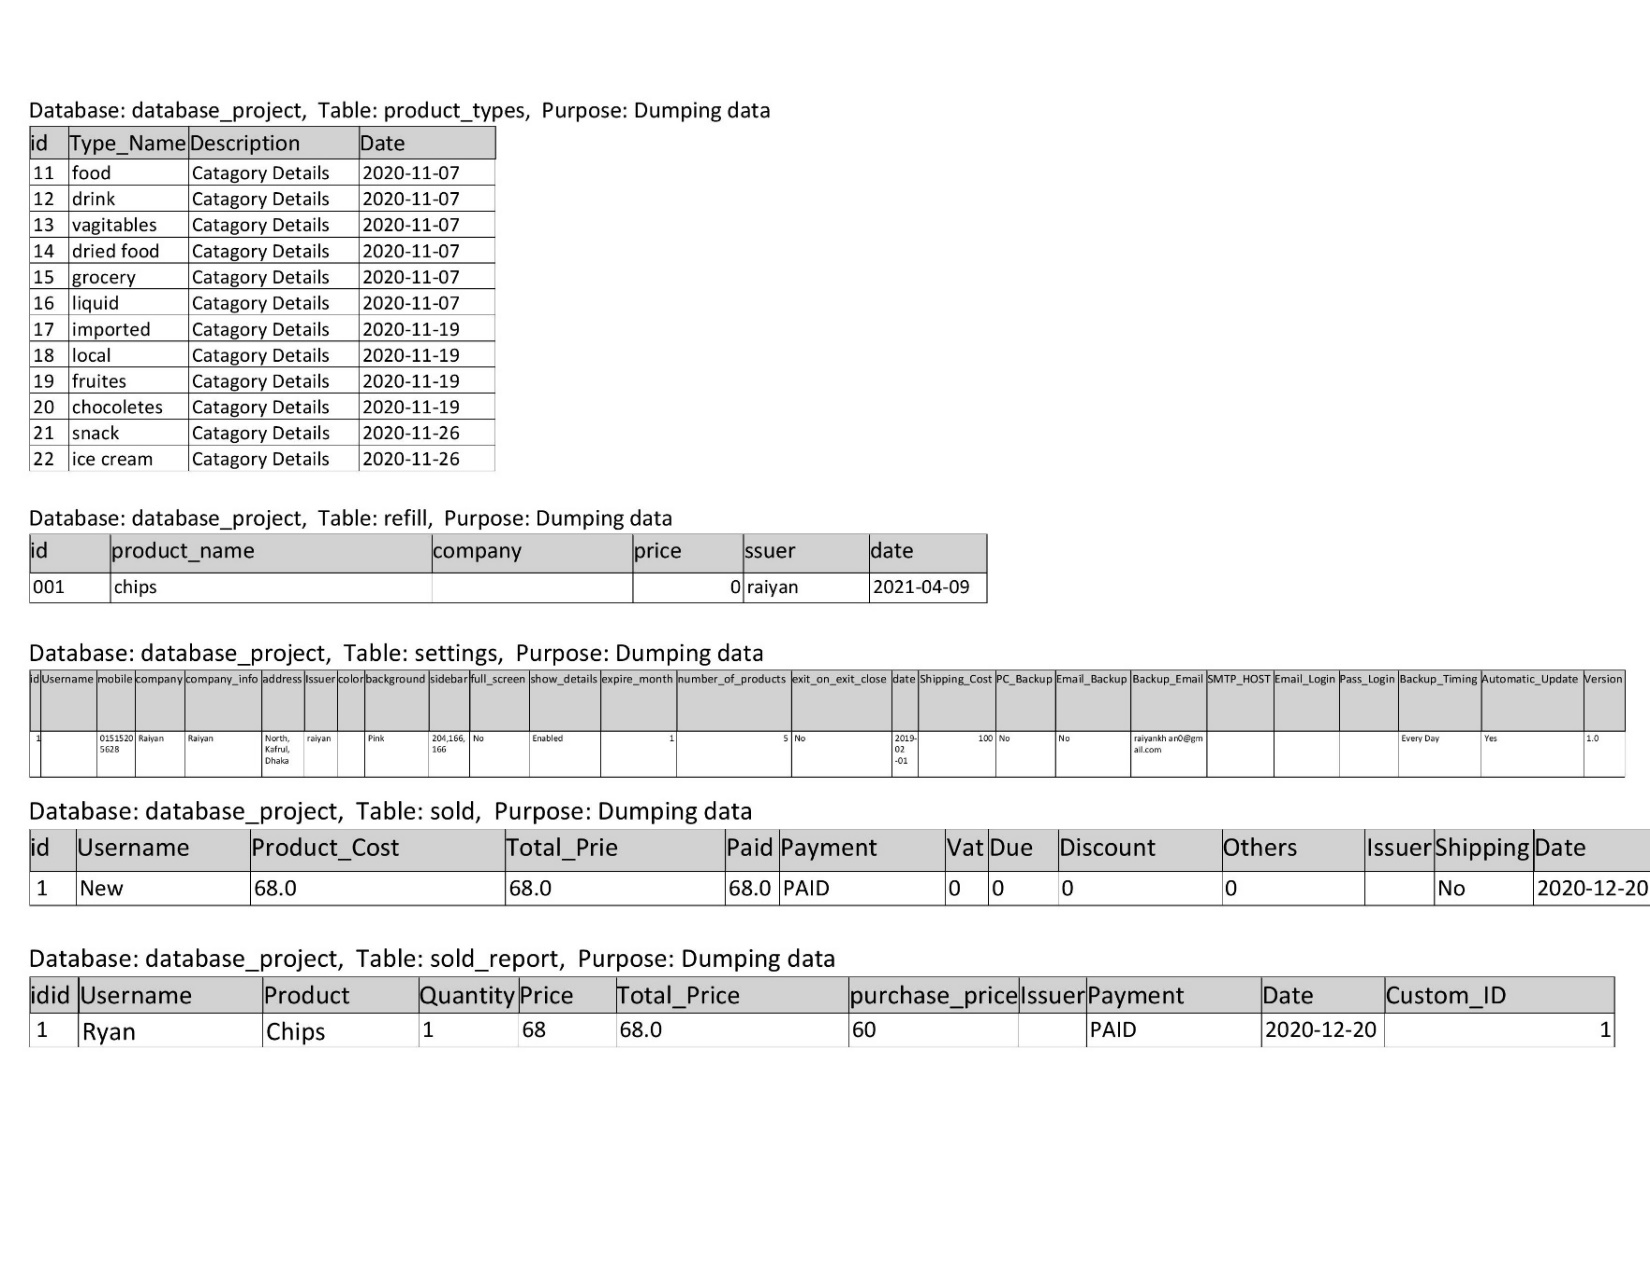 Database: database_project, Table: product_types, Purpose: Dumping data
id Type_Name Description Date
11 food Catagory Details 2020-11-07
12 drink Catagory Details 2020-11-07
13 vagitables Catagory Details 2020-11-07
14 dried food Catagory Details 2020-11-07
15 grocery Catagory Details 2020-11-07
16 liquid Catagory Details 2020-11-07
17 imported Catagory Details 2020-11-19
18 local Catagory Details 2020-11-19
19 fruites Catagory Details 2020-11-19
20 chocoletes Catagory Details 2020-11-19
21 snack Catagory Details 2020-11-26
22 ice cream Catagory Details 2020-11-26
Database: database_project, Table: refill, Purpose: Dumping data
id product_name company price issuer date
001 chips 0 raiyan 2021-04-09
Database: database_project, Table: settings, Purpose: Dumping data
id Username mobile company company_info address Issuer color background sidebar full_screen show_details expire_month number_of_products exit_on_exit_close date Shipping_Cost PC_Backup Email_Backup Backup_Email SMTP_HOST Email_Login Pass_Login Backup_Timing Automatic_Update Version
1 0151520 Raiyan Raiyan North, raiyan Pink 204,166, No Enabled 1 5 No 2019- 100 No No raiyankh an0@gm Every Day Yes 1.0
5628 Kafrul, 166 02 ail.com
Dhaka -01
Database: database_project, Table: sold, Purpose: Dumping data
id Username Product_Cost Total_Prie Paid Payment Vat Due Discount Others Issuer Shipping Date
1 New 68.0 68.0 68.0 PAID 0 0 0 0 No 2020-12-20
Database: database_project, Table: sold_report, Purpose: Dumping data
idid Username Product Quantity Price Total_Price purchase_price Issuer Payment Date Custom_ID
1 Ryan Chips 1 68 68.0 60 PAID 2020-12-20 1